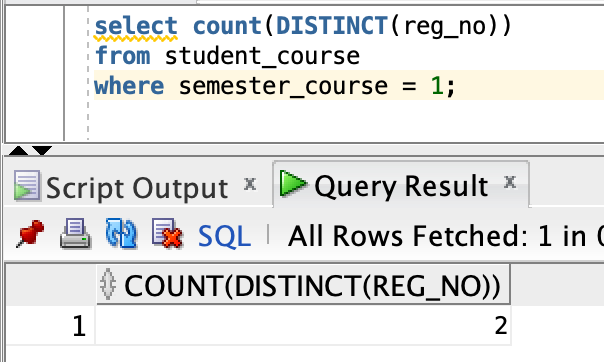 select count(DISTINCT(reg_no))
from student_course
where semester_course = 1;
Script Output x Query Result x
SQL | All Rows Fetched: 1 in
COUNT(DISTINCT(REG_NO))
1 2